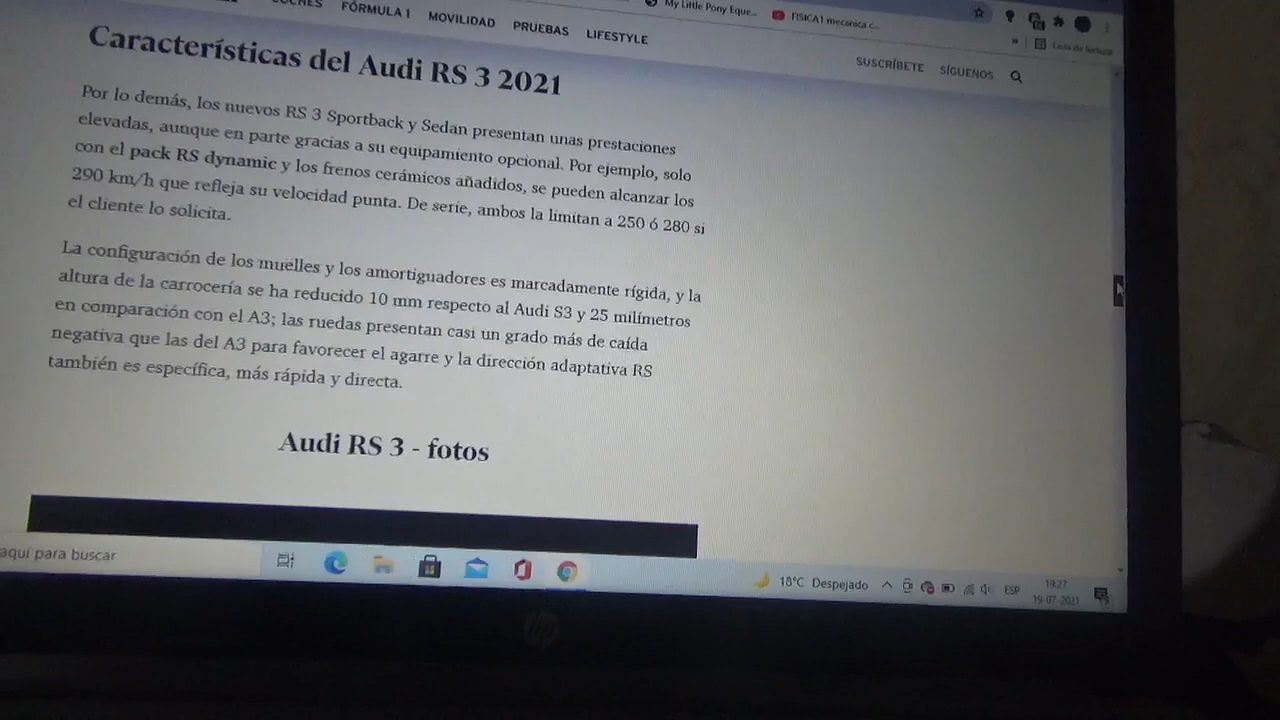 My Little Pony Eque...
FISICA1 mecánica c...
FÓRMULA 1 MOVILIDAD PRUEBAS LIFESTYLE
Lista de lectura
SUSCRÍBETE SÍGUENOS
Características del Audi RS 3 2021
Por lo demás, los nuevos RS 3 Sportback y Sedan presentan unas prestaciones
elevadas, aunque en parte gracias a su equipamiento opcional. Por ejemplo, solo
con el pack RS dynamic y los frenos cerámicos añadidos, se pueden alcanzar los
290 km/h que refleja su velocidad punta. De serie, ambos la limitan a 250 ó 280 si
el cliente lo solicita.
La configuración de los muelles y los amortiguadores es marcadamente rígida, y la
altura de la carrocería se ha reducido 10 mm respecto al Audi S3 y 25 milímetros
en comparación con el A3; las ruedas presentan casi un grado más de caída
negativa que las del A3 para favorecer el agarre y la dirección adaptativa RS
también es específica, más rápida y directa.
Audi RS 3 - fotos
aquí para buscar
18°C Despejado
ESP
19:27
19-07-2021
hp